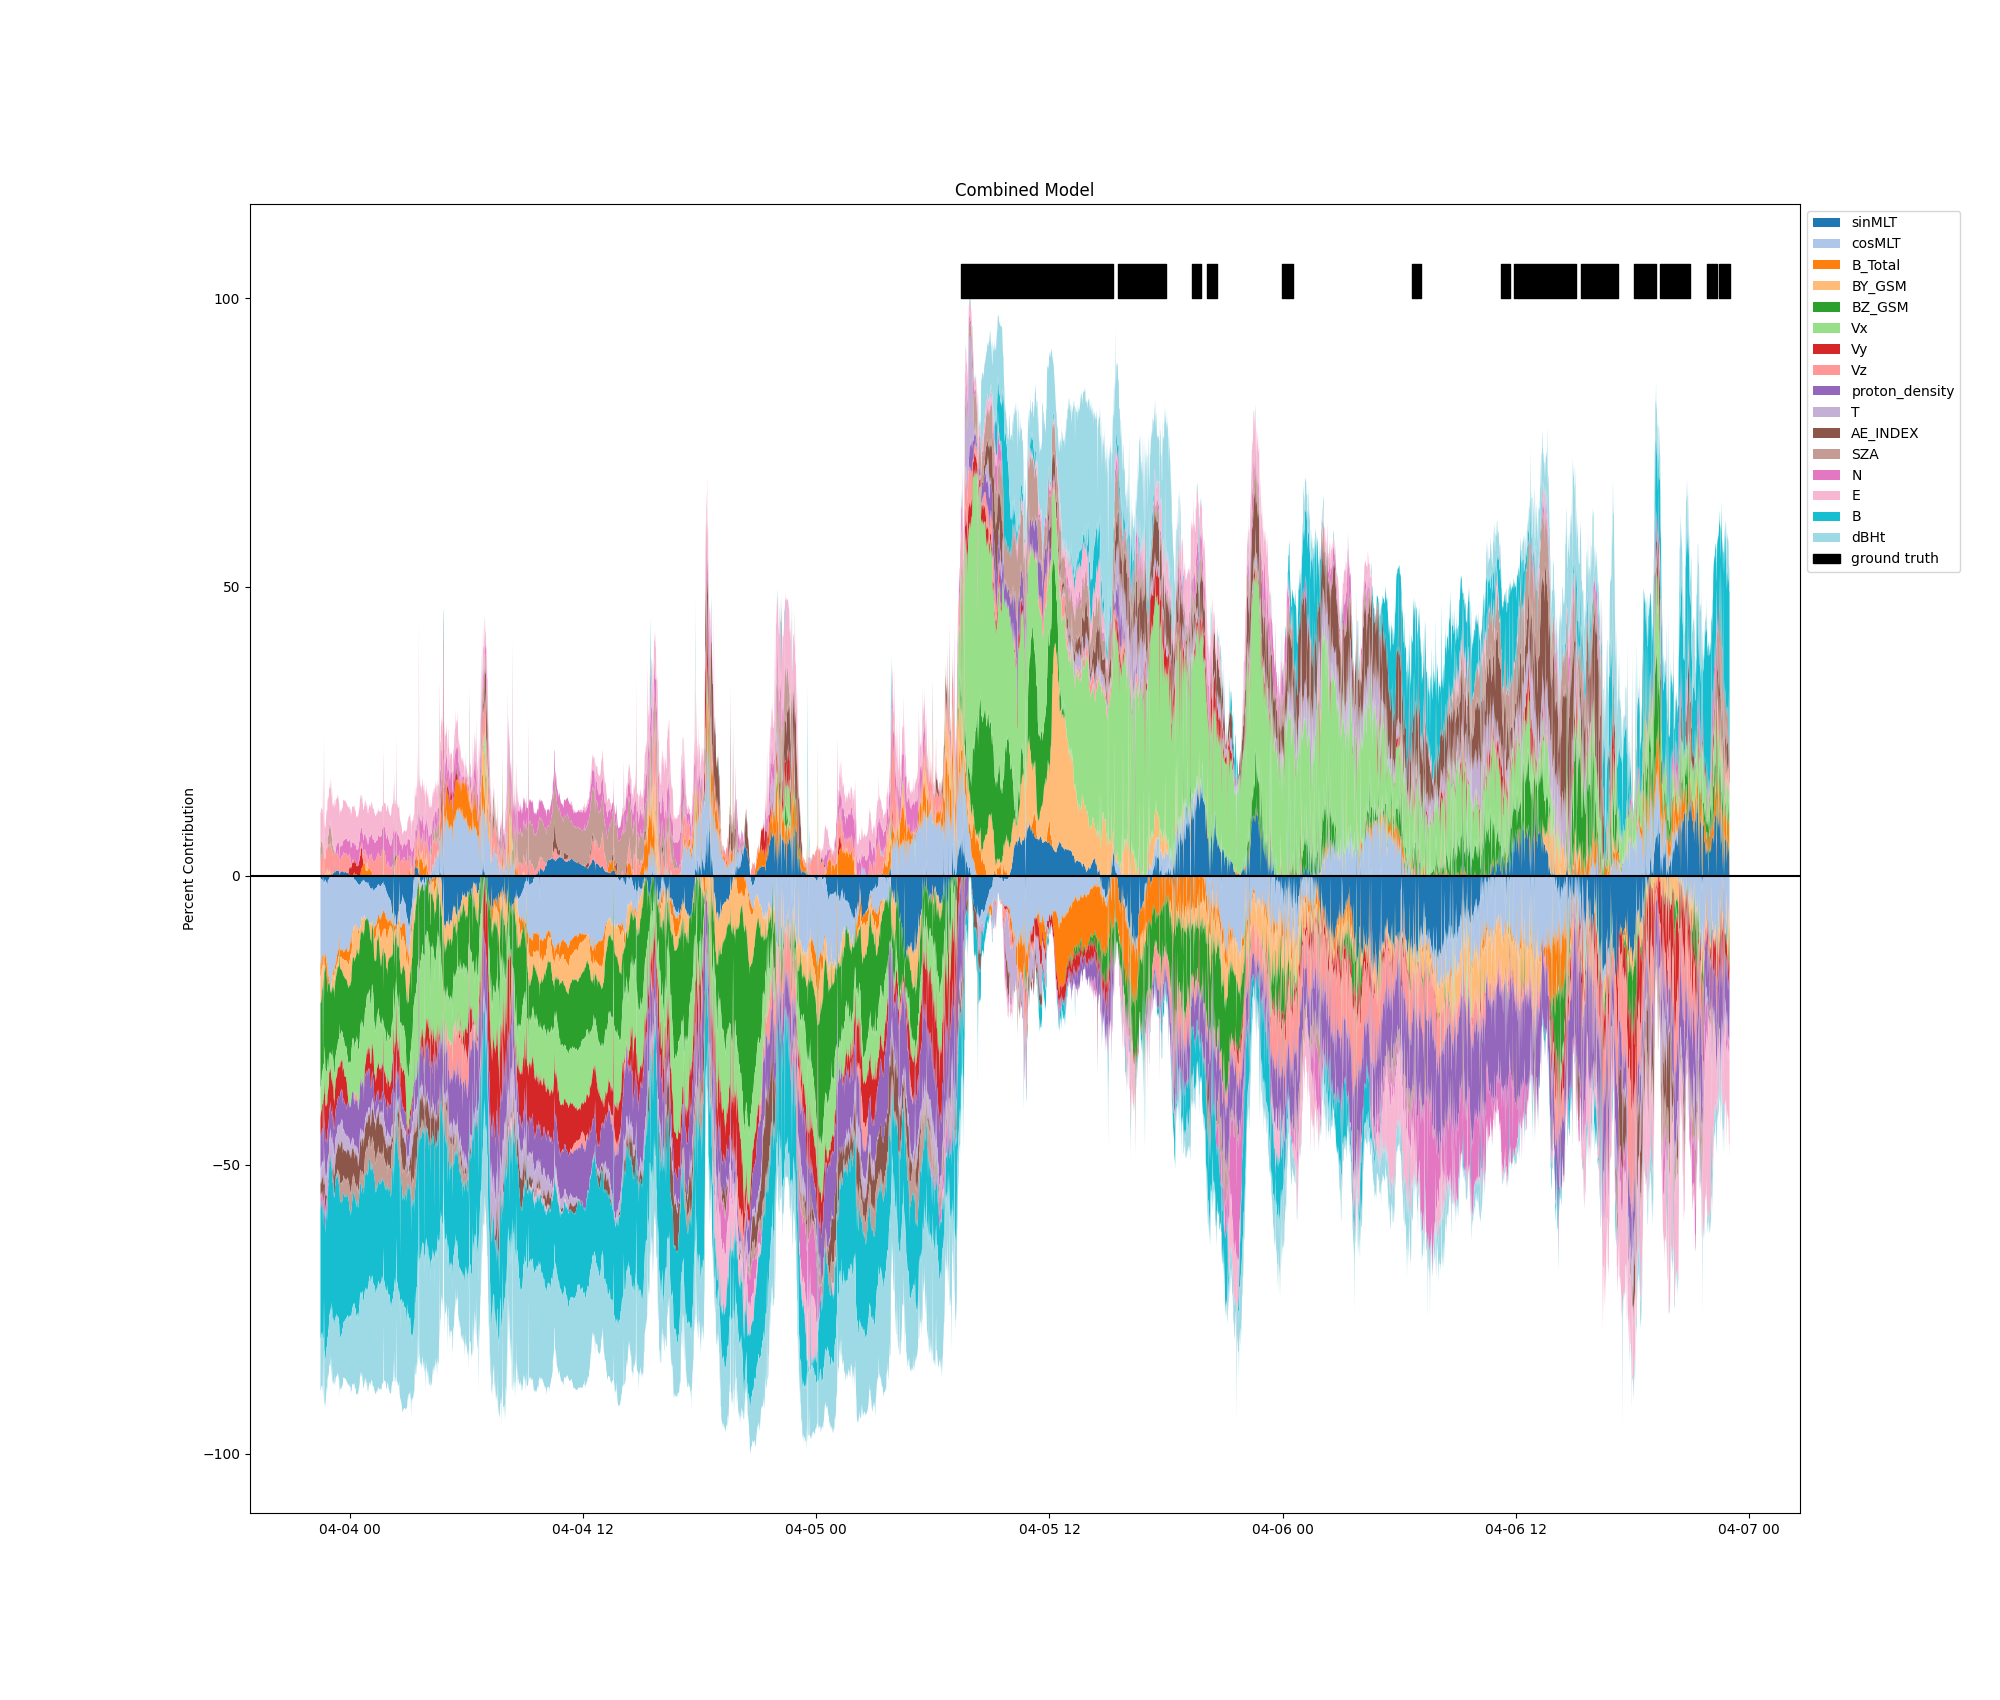 Combined Model
Percent Contribution
100
50
0
−50
−100
04-04 00
04-04 12
04-05 00
04-05 12
04-06 00
04-06 12
04-07 00
sinMLT
cosMLT
B_Total
BY_GSM
BZ_GSM
Vx
Vy
Vz
proton_density
T
AE_INDEX
SZA
N
E
B
dBHt
ground truth